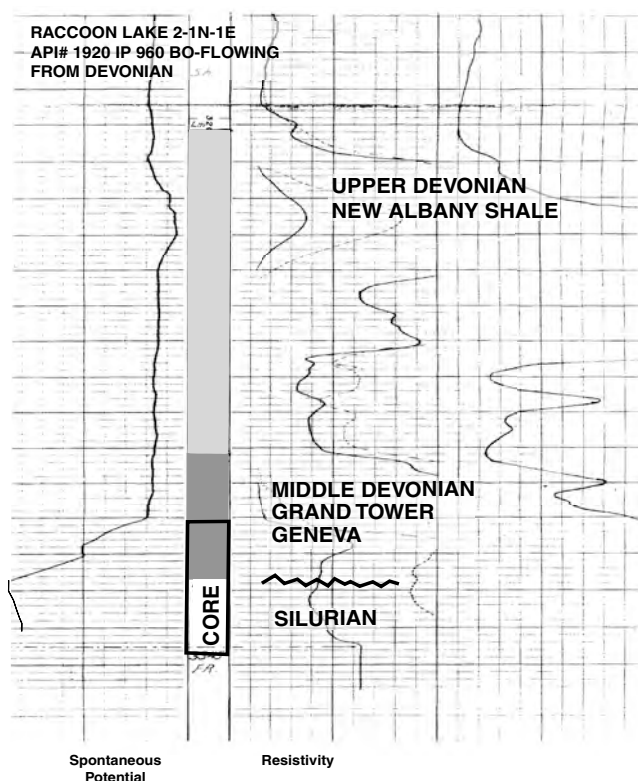 RACCOON LAKE 2-1N-1E
API# 1920 IP 960 BO-FLOWING
FROM DEVONIAN
UPPER DEVONIAN
NEW ALBANY SHALE
MIDDLE DEVONIAN
GRAND TOWER
GENEVA
CORE
SILURIAN
Spontaneous
Potential
Resistivity